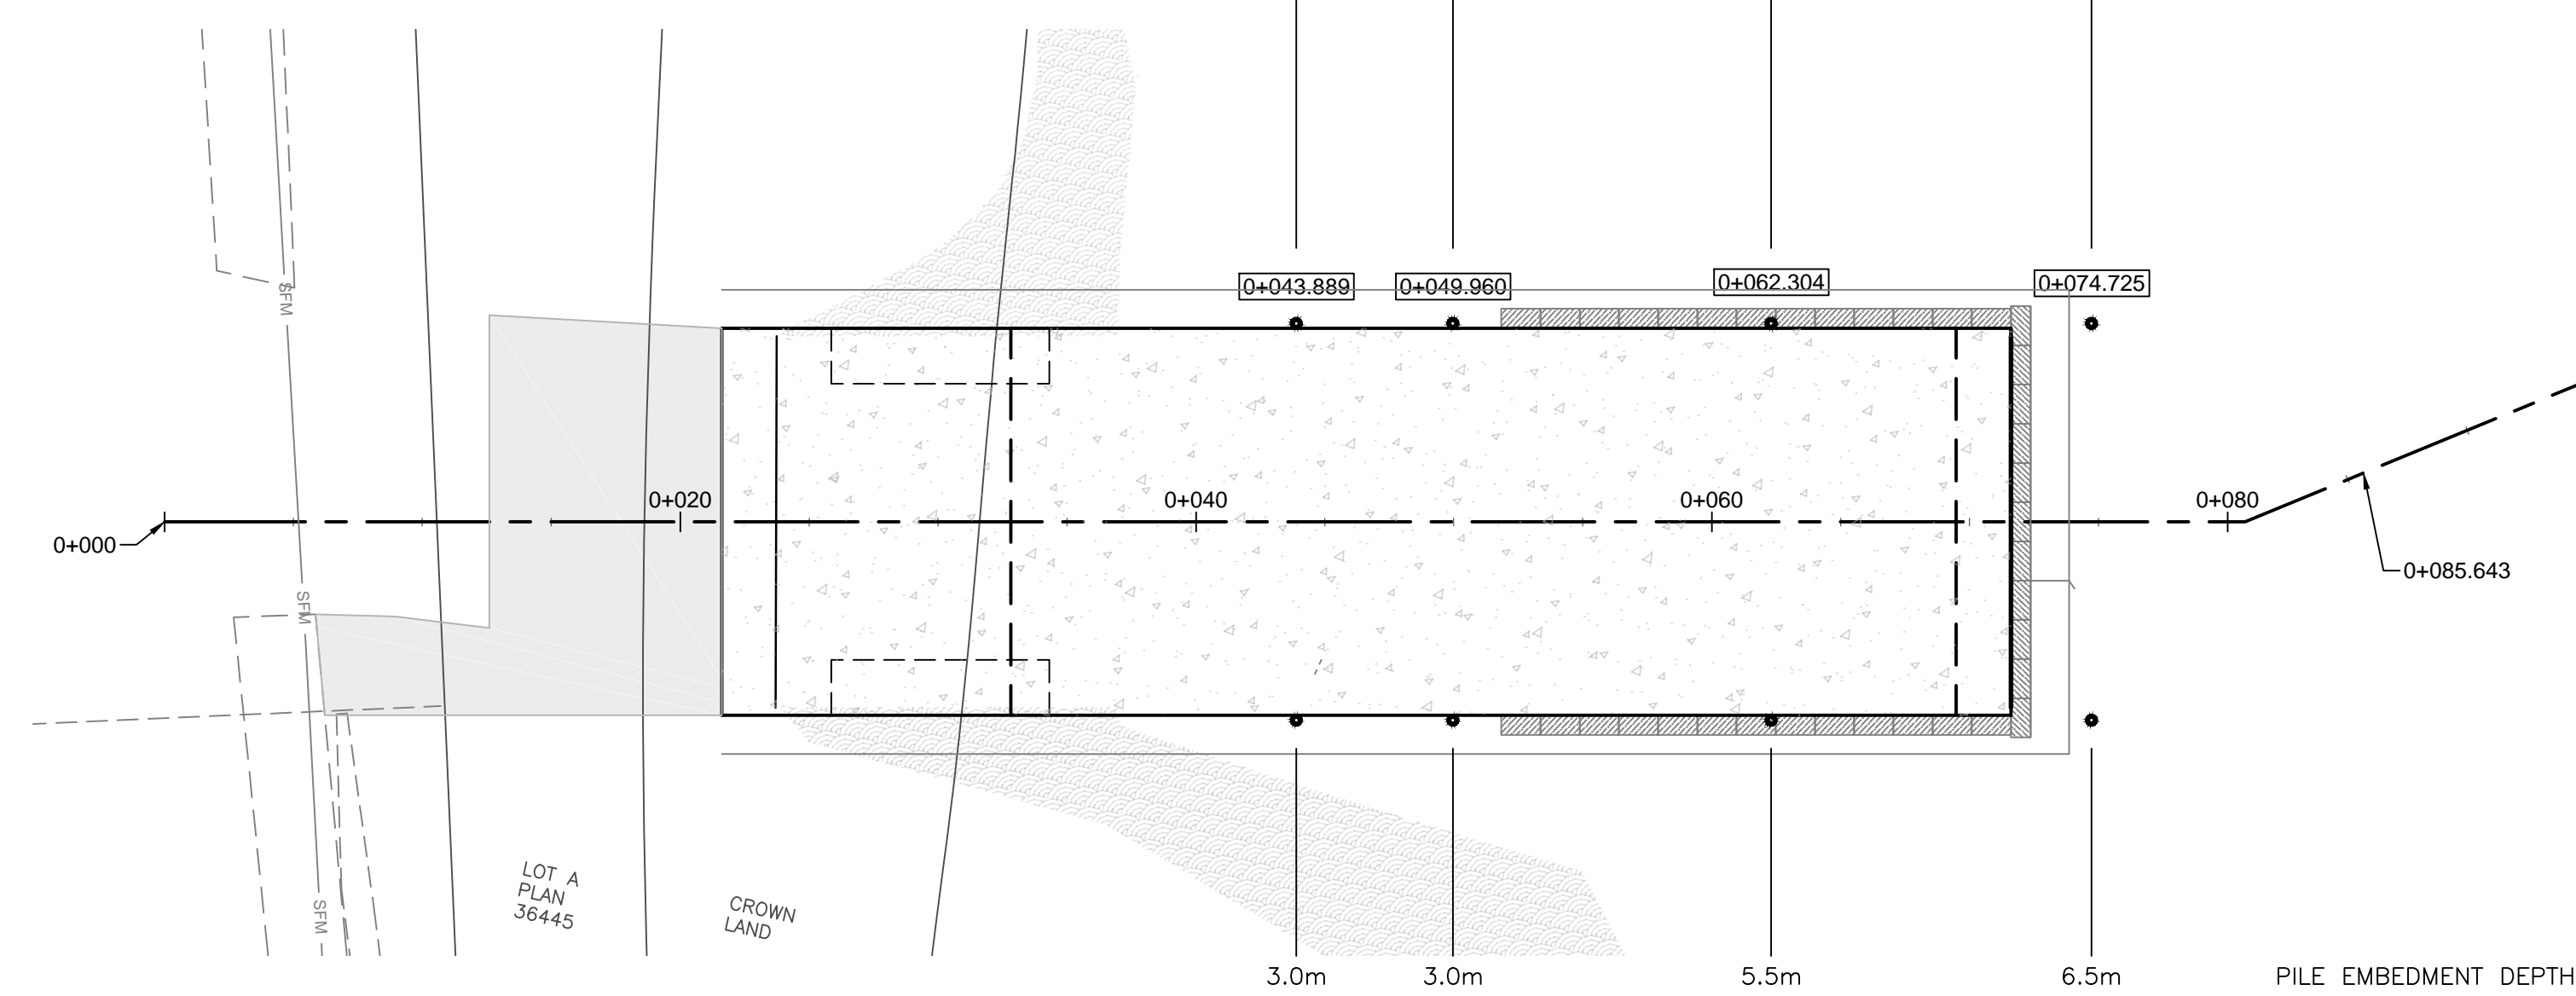 SFM
0+043.889
0+049.960
0+062.304
0+074.725
0+020
0+040
0+060
0+080
0+000
0+085.643
SFM
LOT A
PLAN
36445
CROWN
LAND
SFM
3.0m
3.0m
5.5m
6.5m
PILE EMBEDMENT DEPTH